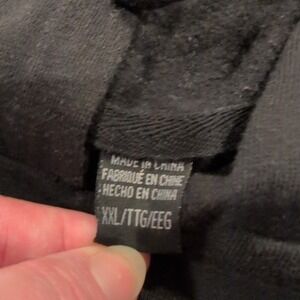 MADE IN CHINA
FABRIQUÉ EN CHINE
HECHO EN CHINA
XXL/TTG/EEG